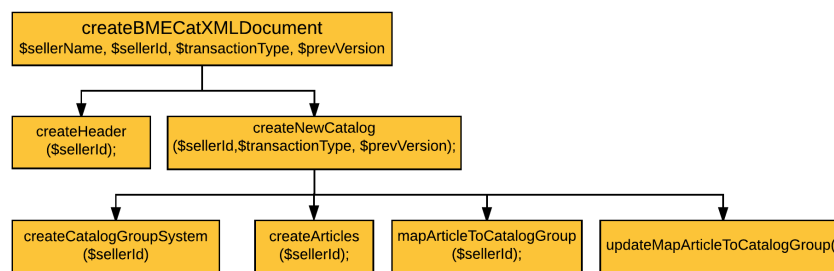 createBMECatXMLDocument
$sellerName, $sellerId, $transactionType, $prevVersion
createHeader
($sellerId);
createNewCatalog
($sellerId,$transactionType, $prevVersion);
createCatalogGroupSystem
($sellerId)
createArticles
($sellerId);
mapArticleToCatalogGroup
($sellerId);
updateMapArticleToCatalogGroup(